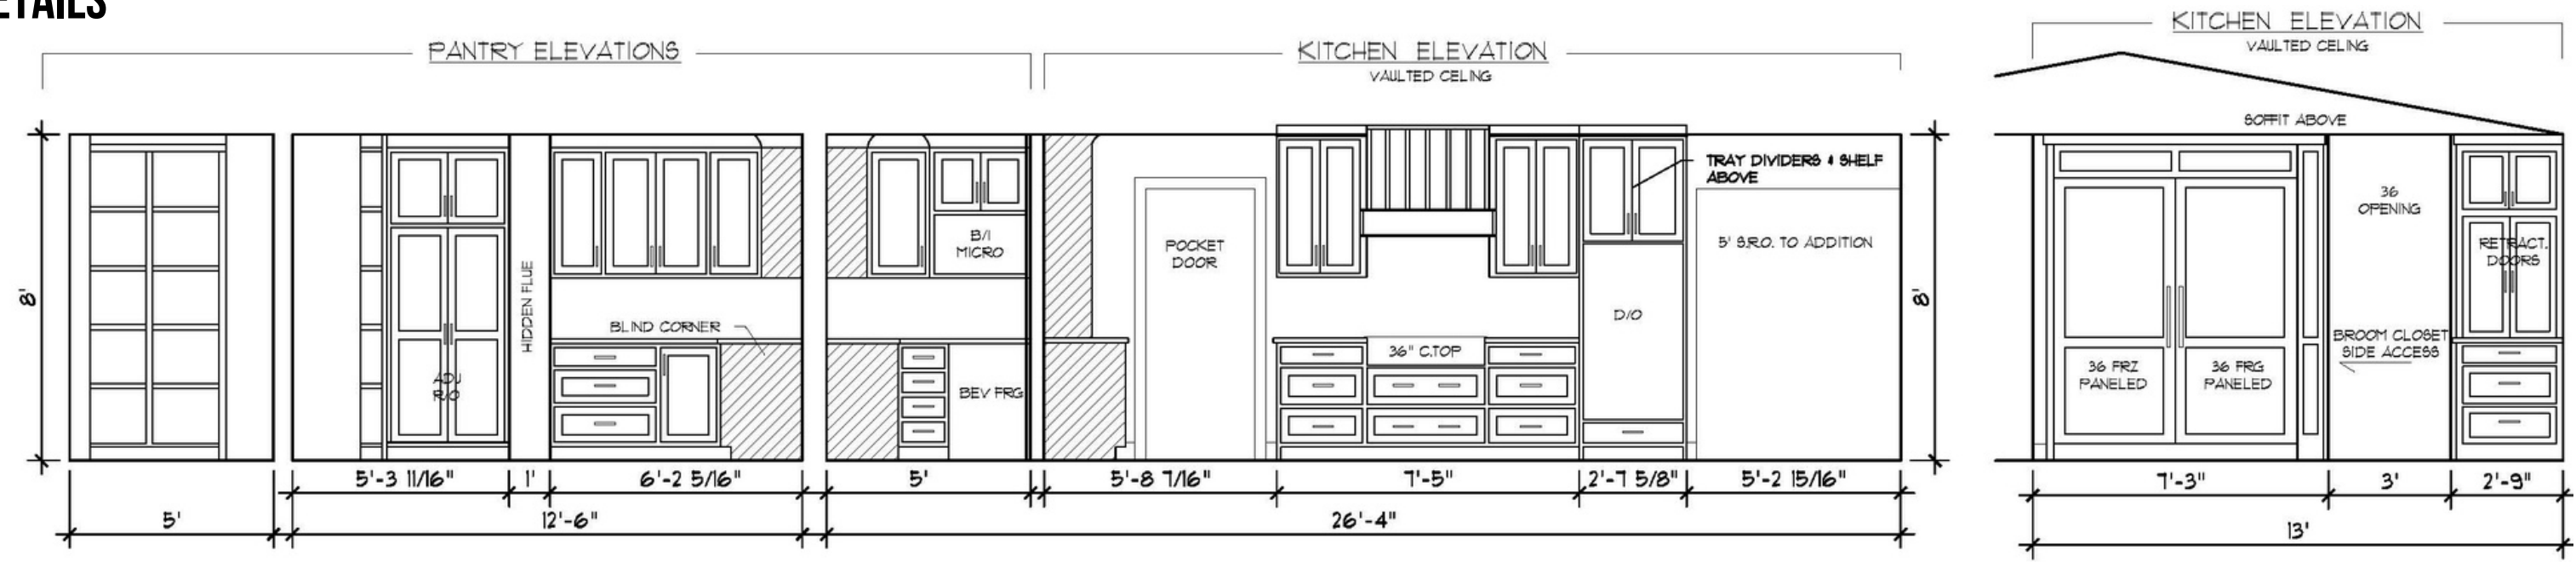 ETAILS
PANTRY ELEVATIONS
KITCHEN ELEVATION
VAULTED CELING
KITCHEN ELEVATION
VAULTED CELING
SOFFIT ABOVE
8'
ADJ
R/O
HIDDEN FLUE
BLIND CORNER
B/I
MICRO
BEV FRG
POCKET
DOOR
36" C.TOP
TRAY DIVIDERS & SHELF
ABOVE
D/O
5' S.R.O. TO ADDITION
8'
36 FRZ
PANELED
36 FRG
PANELED
36
OPENING
BROOM CLOSET
SIDE ACCESS
RETRACT.
DOORS
5'-3 11/16"
1'
6'-2 5/16"
5'
5'-8 7/16"
7'-5"
2'-7 5/8"
5'-2 15/16"
7'-3"
3'
2'-9"
5'
12'-6"
26'-4"
13'